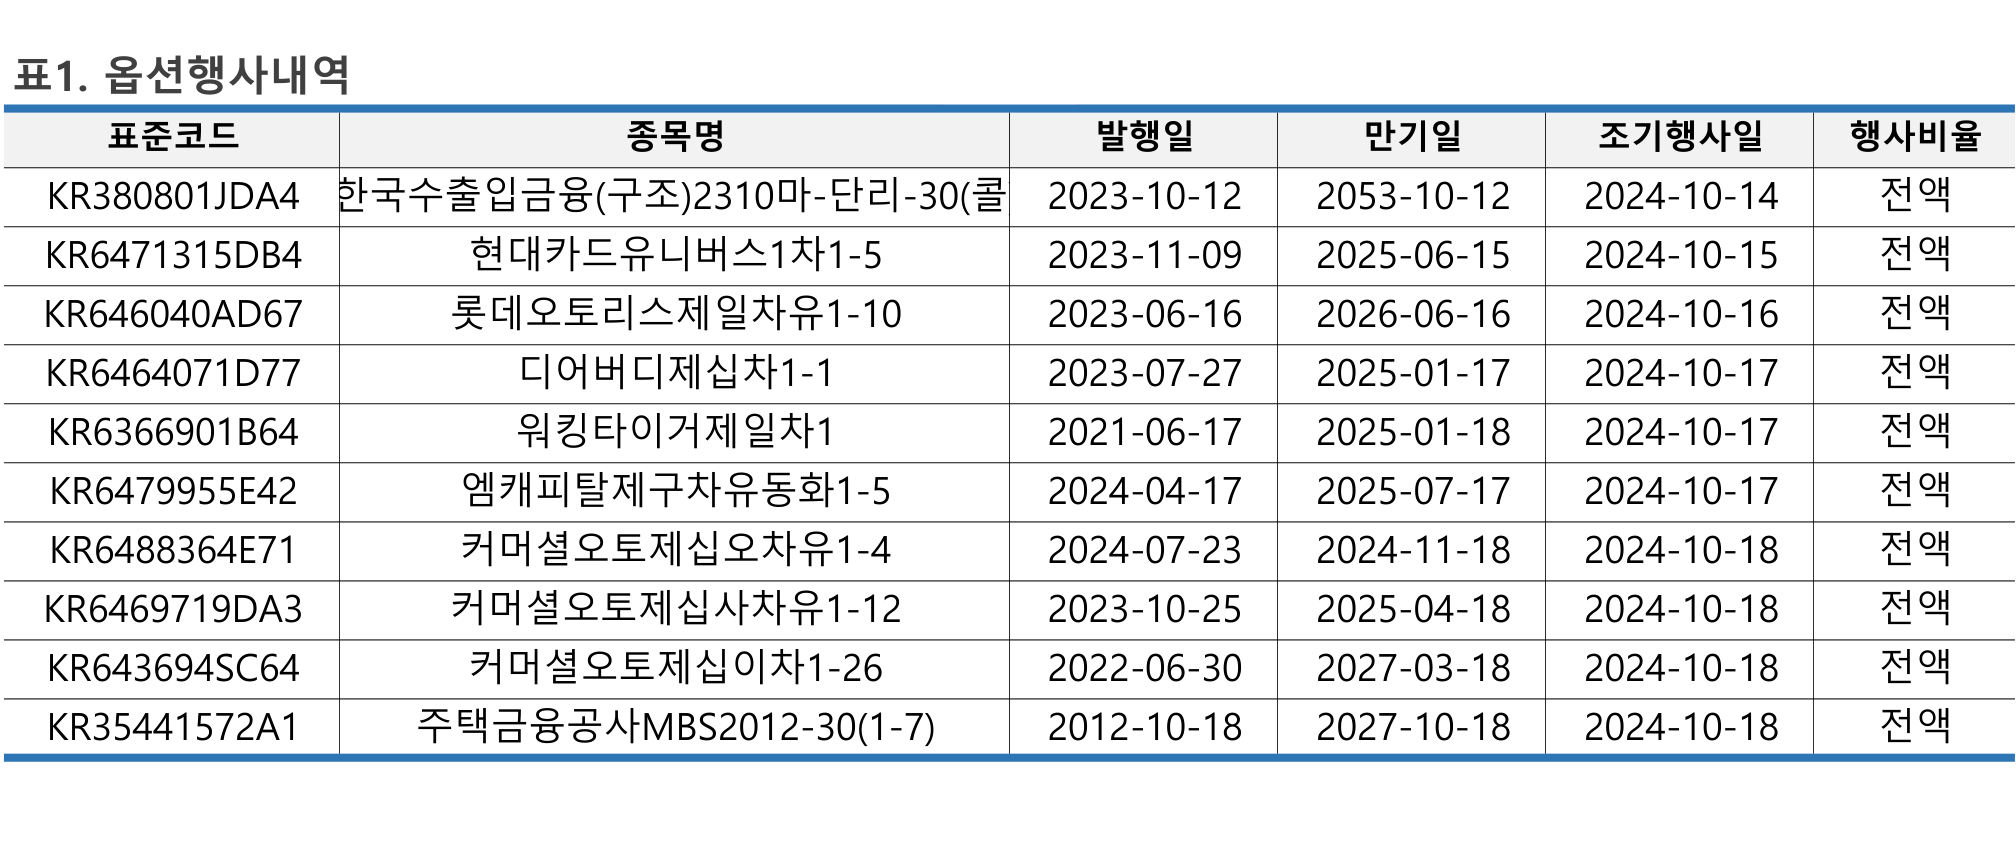 표1. 옵션행사내역
표준코드 종목명 발행일 만기일 조기행사일 행사비율
KR380801JDA4 한국수출입금융(구조)2310마-단리-30(콜 2023-10-12 2053-10-12 2024-10-14 전액
KR6471315DB4 현대카드유니버스1차1-5 2023-11-09 2025-06-15 2024-10-15 전액
KR646040AD67 롯데오토리스제일차유1-10 2023-06-16 2026-06-16 2024-10-16 전액
KR6464071D77 디어버디제십차1-1 2023-07-27 2025-01-17 2024-10-17 전액
KR6366901B64 워킹타이거제일차1 2021-06-17 2025-01-18 2024-10-17 전액
KR6479955E42 엠캐피탈제구차유동화1-5 2024-04-17 2025-07-17 2024-10-17 전액
KR6488364E71 커머셜오토제십오차유1-4 2024-07-23 2024-11-18 2024-10-18 전액
KR6469719DA3 커머셜오토제십사차유1-12 2023-10-25 2025-04-18 2024-10-18 전액
KR643694SC64 커머셜오토제십이차1-26 2022-06-30 2027-03-18 2024-10-18 전액
KR35441572A1 주택금융공사MBS2012-30(1-7) 2012-10-18 2027-10-18 2024-10-18 전액